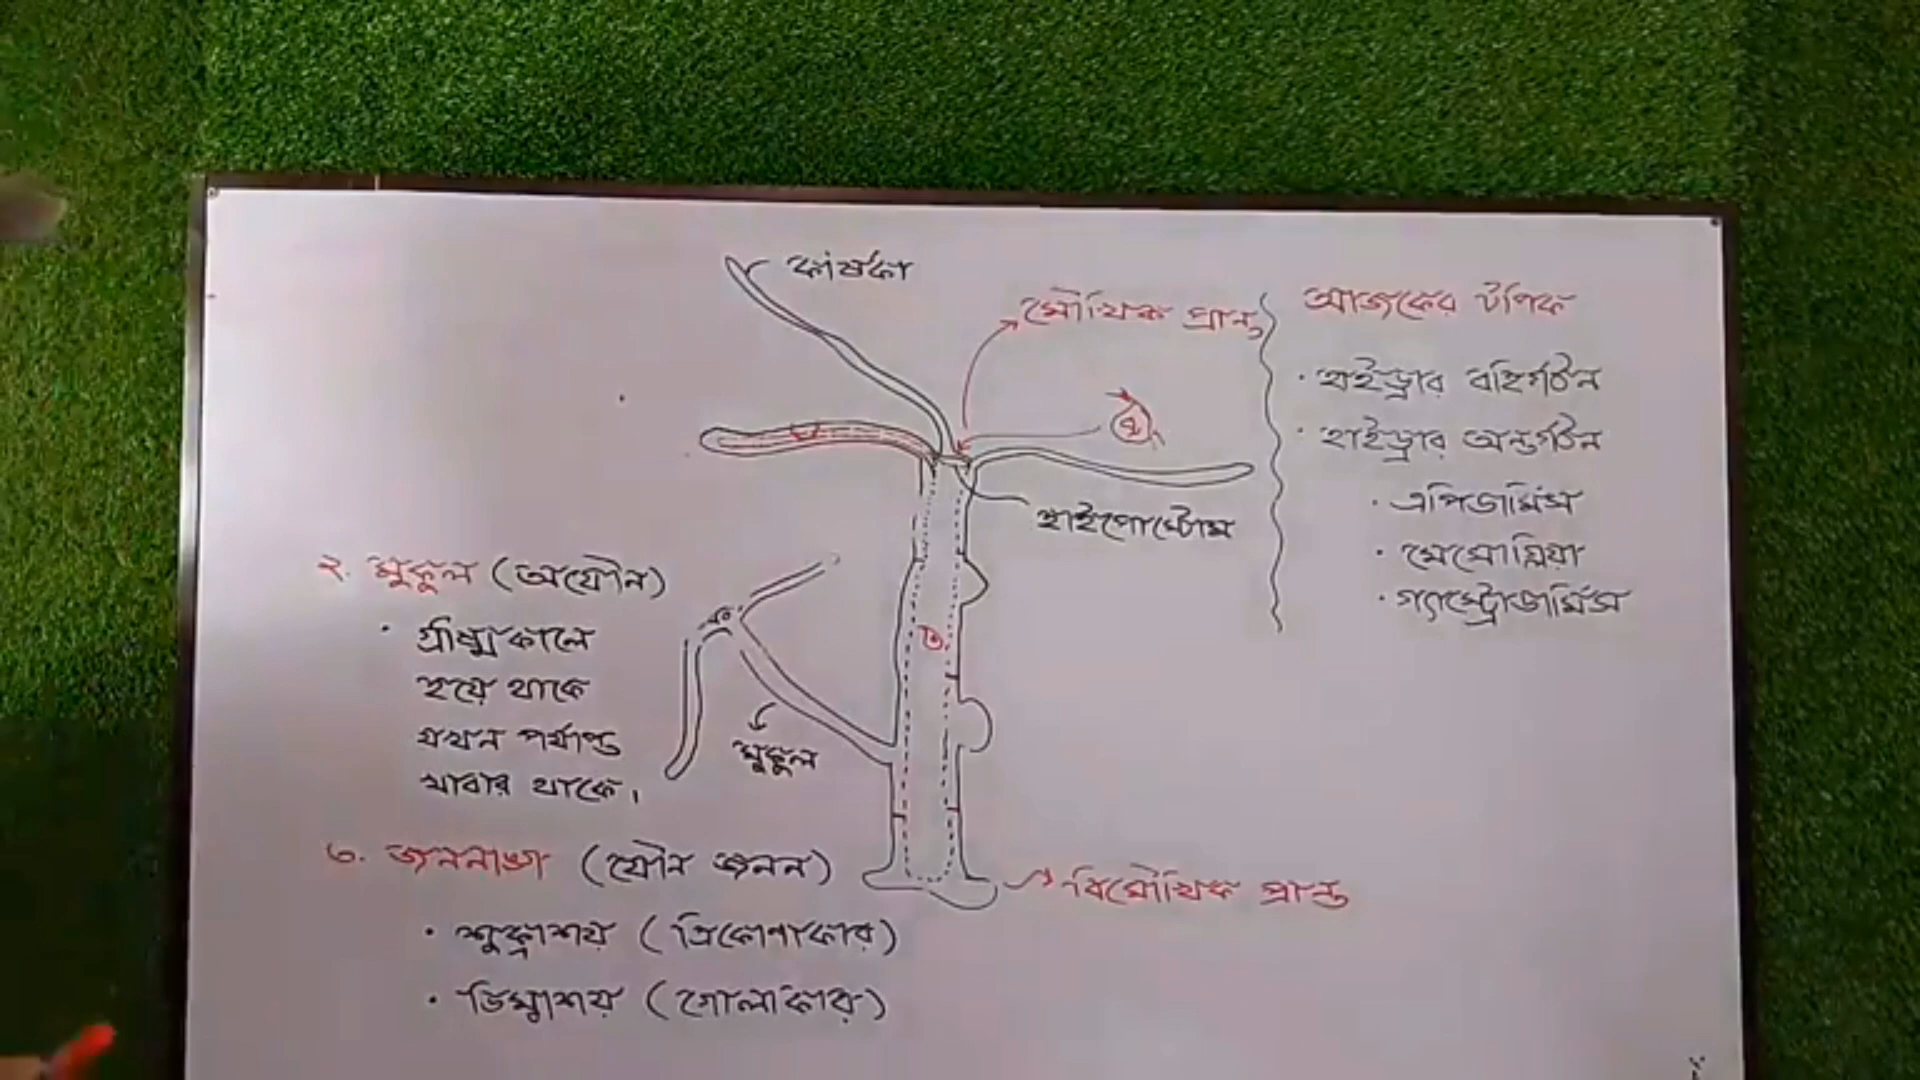 কর্ষিকা
মৌখিক প্রান্ত
হাইপোস্টোম
মুকুল
বিমৌখিক প্রান্ত
২. মুকুল (অযৌন)
· গ্রীষ্মকালে
হয়ে থাকে
যখন পর্যাপ্ত
খাবার থাকে।
৩. জননাঙ্গ (যৌন জনন)
· শুক্রাশয় (ত্রিকোণাকার)
· ডিম্বাশয় (গোলাকার)
আজকের টপিক
· হাইড্রার বহির্গঠন
· হাইড্রার অন্তর্গঠন
· এপিডার্মিস
· মেসোগ্লিয়া
· গ্যাস্ট্রোডার্মিস